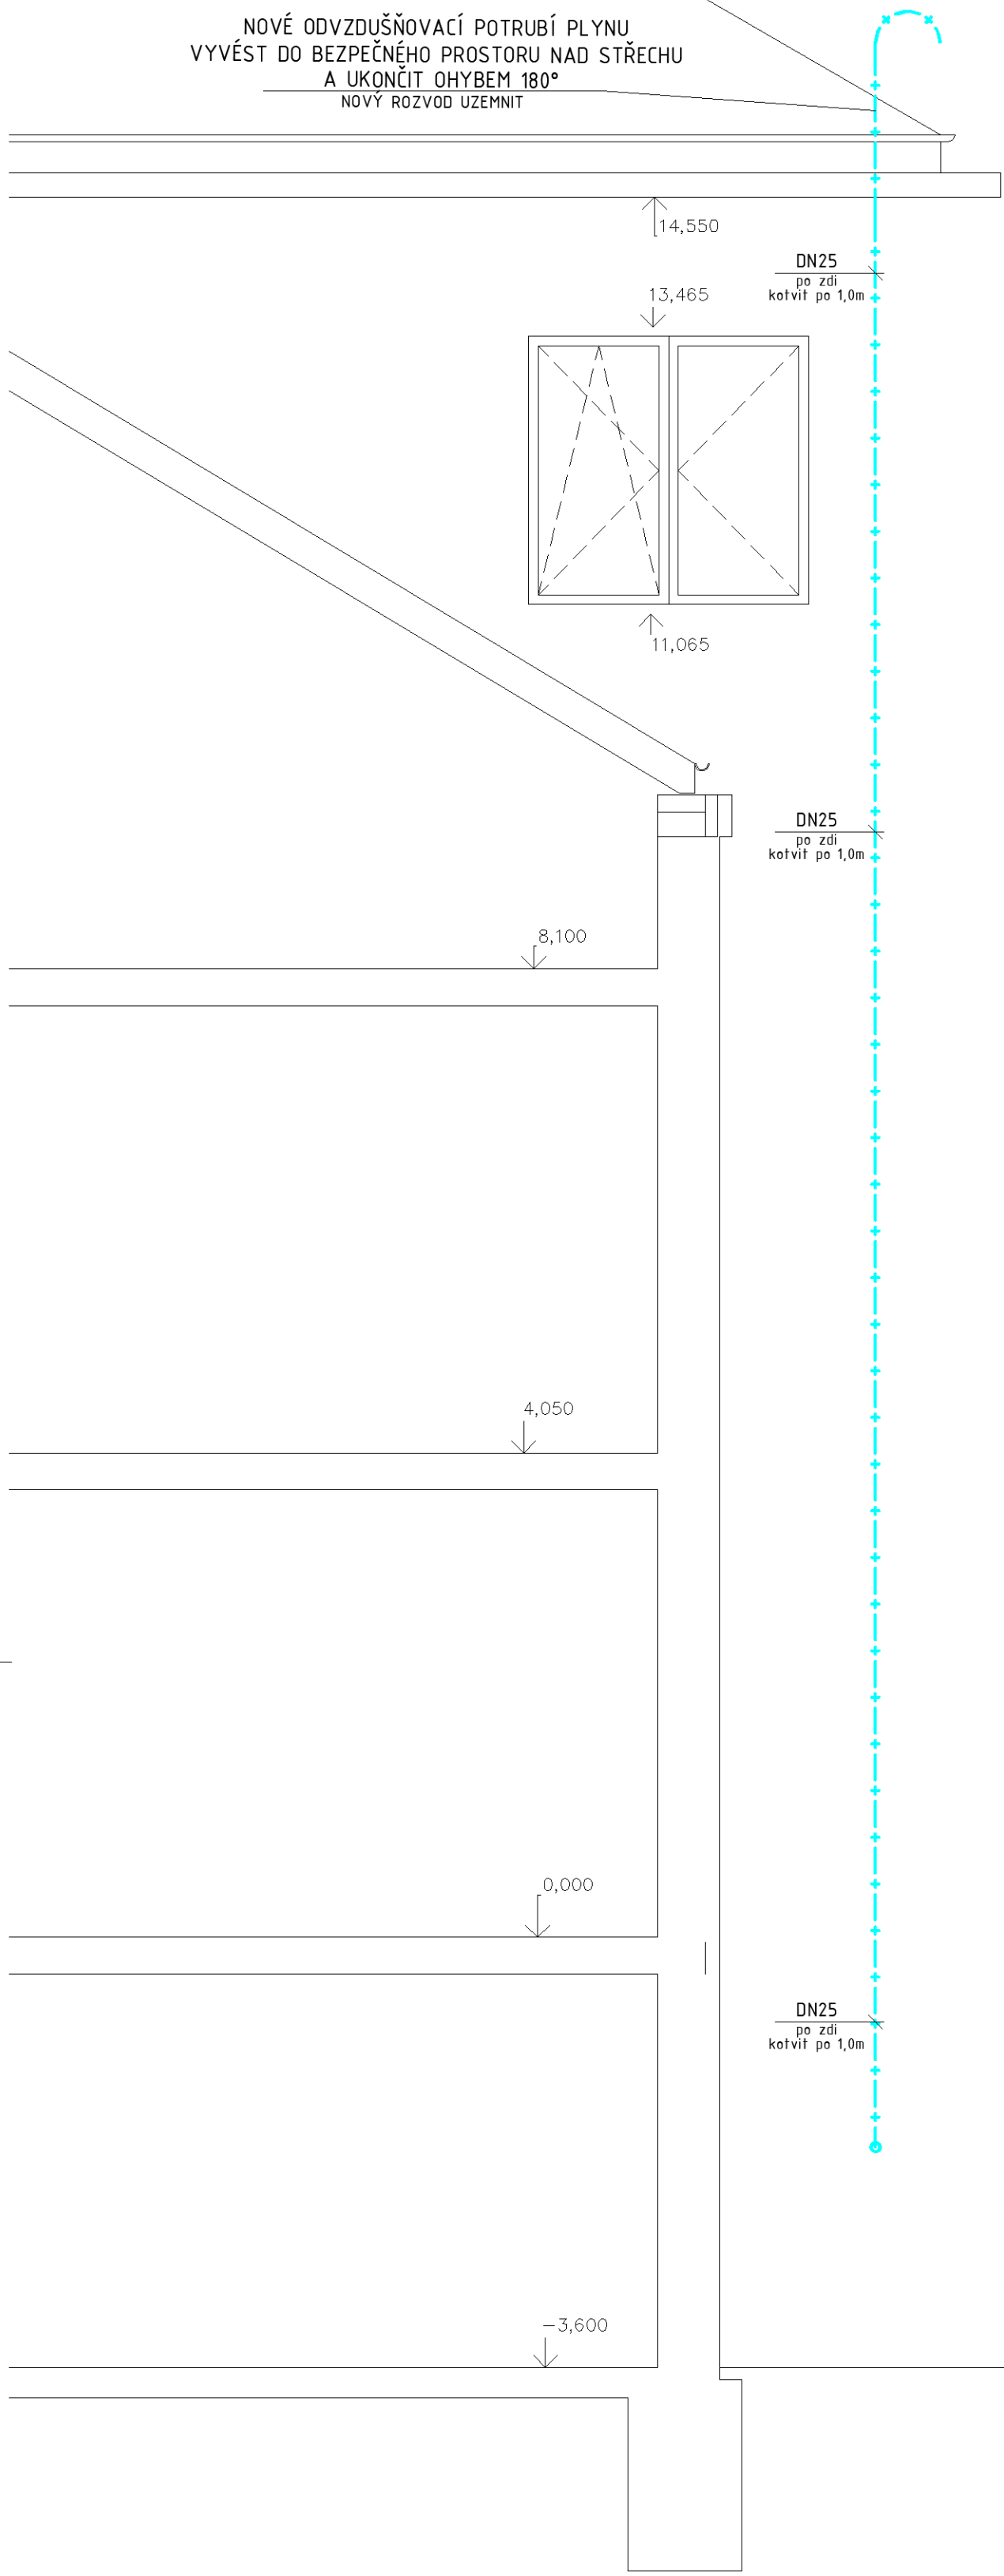 NOVÉ ODVZDUŠŇOVACÍ POTRUBÍ PLYNU
VYVÉST DO BEZPEČNÉHO PROSTORU NAD STŘECHU
A UKONČIT OHYBEM 180°
NOVÝ ROZVOD UZEMNIT
14,550
DN25
po zdi
kotvit po 1,0m
13,465
11,065
DN25
po zdi
kotvit po 1,0m
8,100
4,050
0,000
DN25
po zdi
kotvit po 1,0m
−3,600